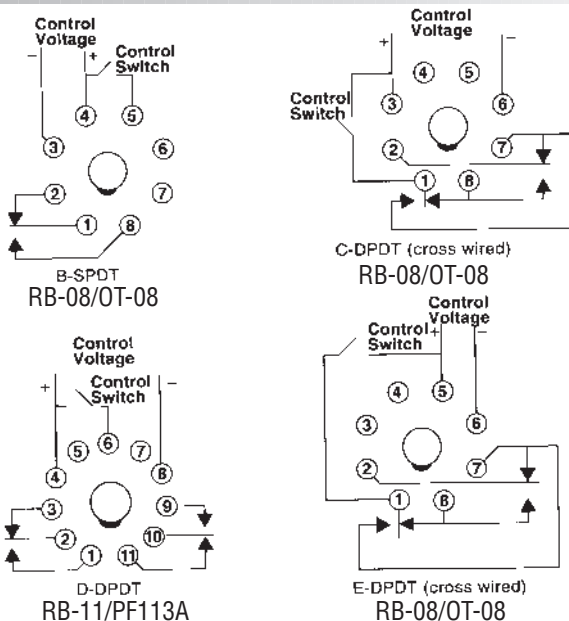 Control
Voltage
−
+
Control
Switch
4
5
3
6
2
7
1
8
B-SPDT
RB-08/OT-08
Control
Voltage
+
−
4
5
Control
Switch
3
6
2
7
1
8
C-DPDT (cross wired)
RB-08/OT-08
Control
Voltage
+
−
Control
Switch
6
5
7
4
8
3
9
2
10
1
11
D-DPDT
RB-11/PF113A
Control
Voltage
Control
Switch
+
−
4
5
3
6
2
7
1
8
E-DPDT (cross wired)
RB-08/OT-08